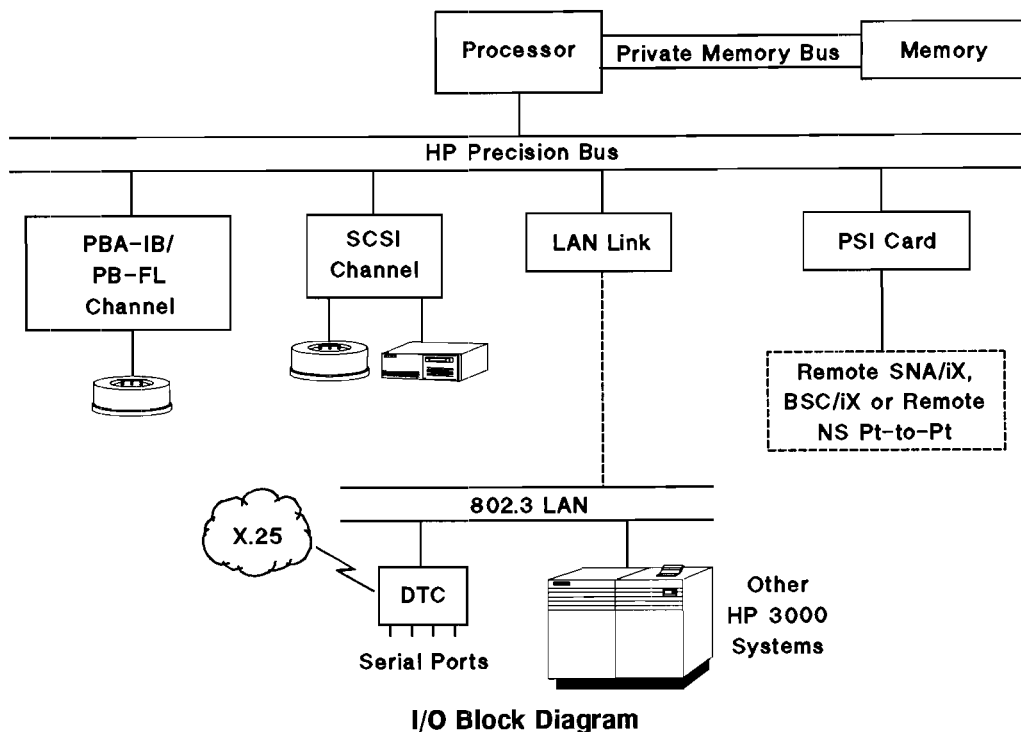 Processor
Private Memory Bus
Memory
HP Precision Bus
PBA-IB/
PB-FL
Channel
SCSI
Channel
LAN Link
PSI Card
Remote SNA/iX,
BSC/iX or Remote
NS Pt-to-Pt
802.3 LAN
X.25
DTC
Serial Ports
Other
HP 3000
Systems
I/O Block Diagram